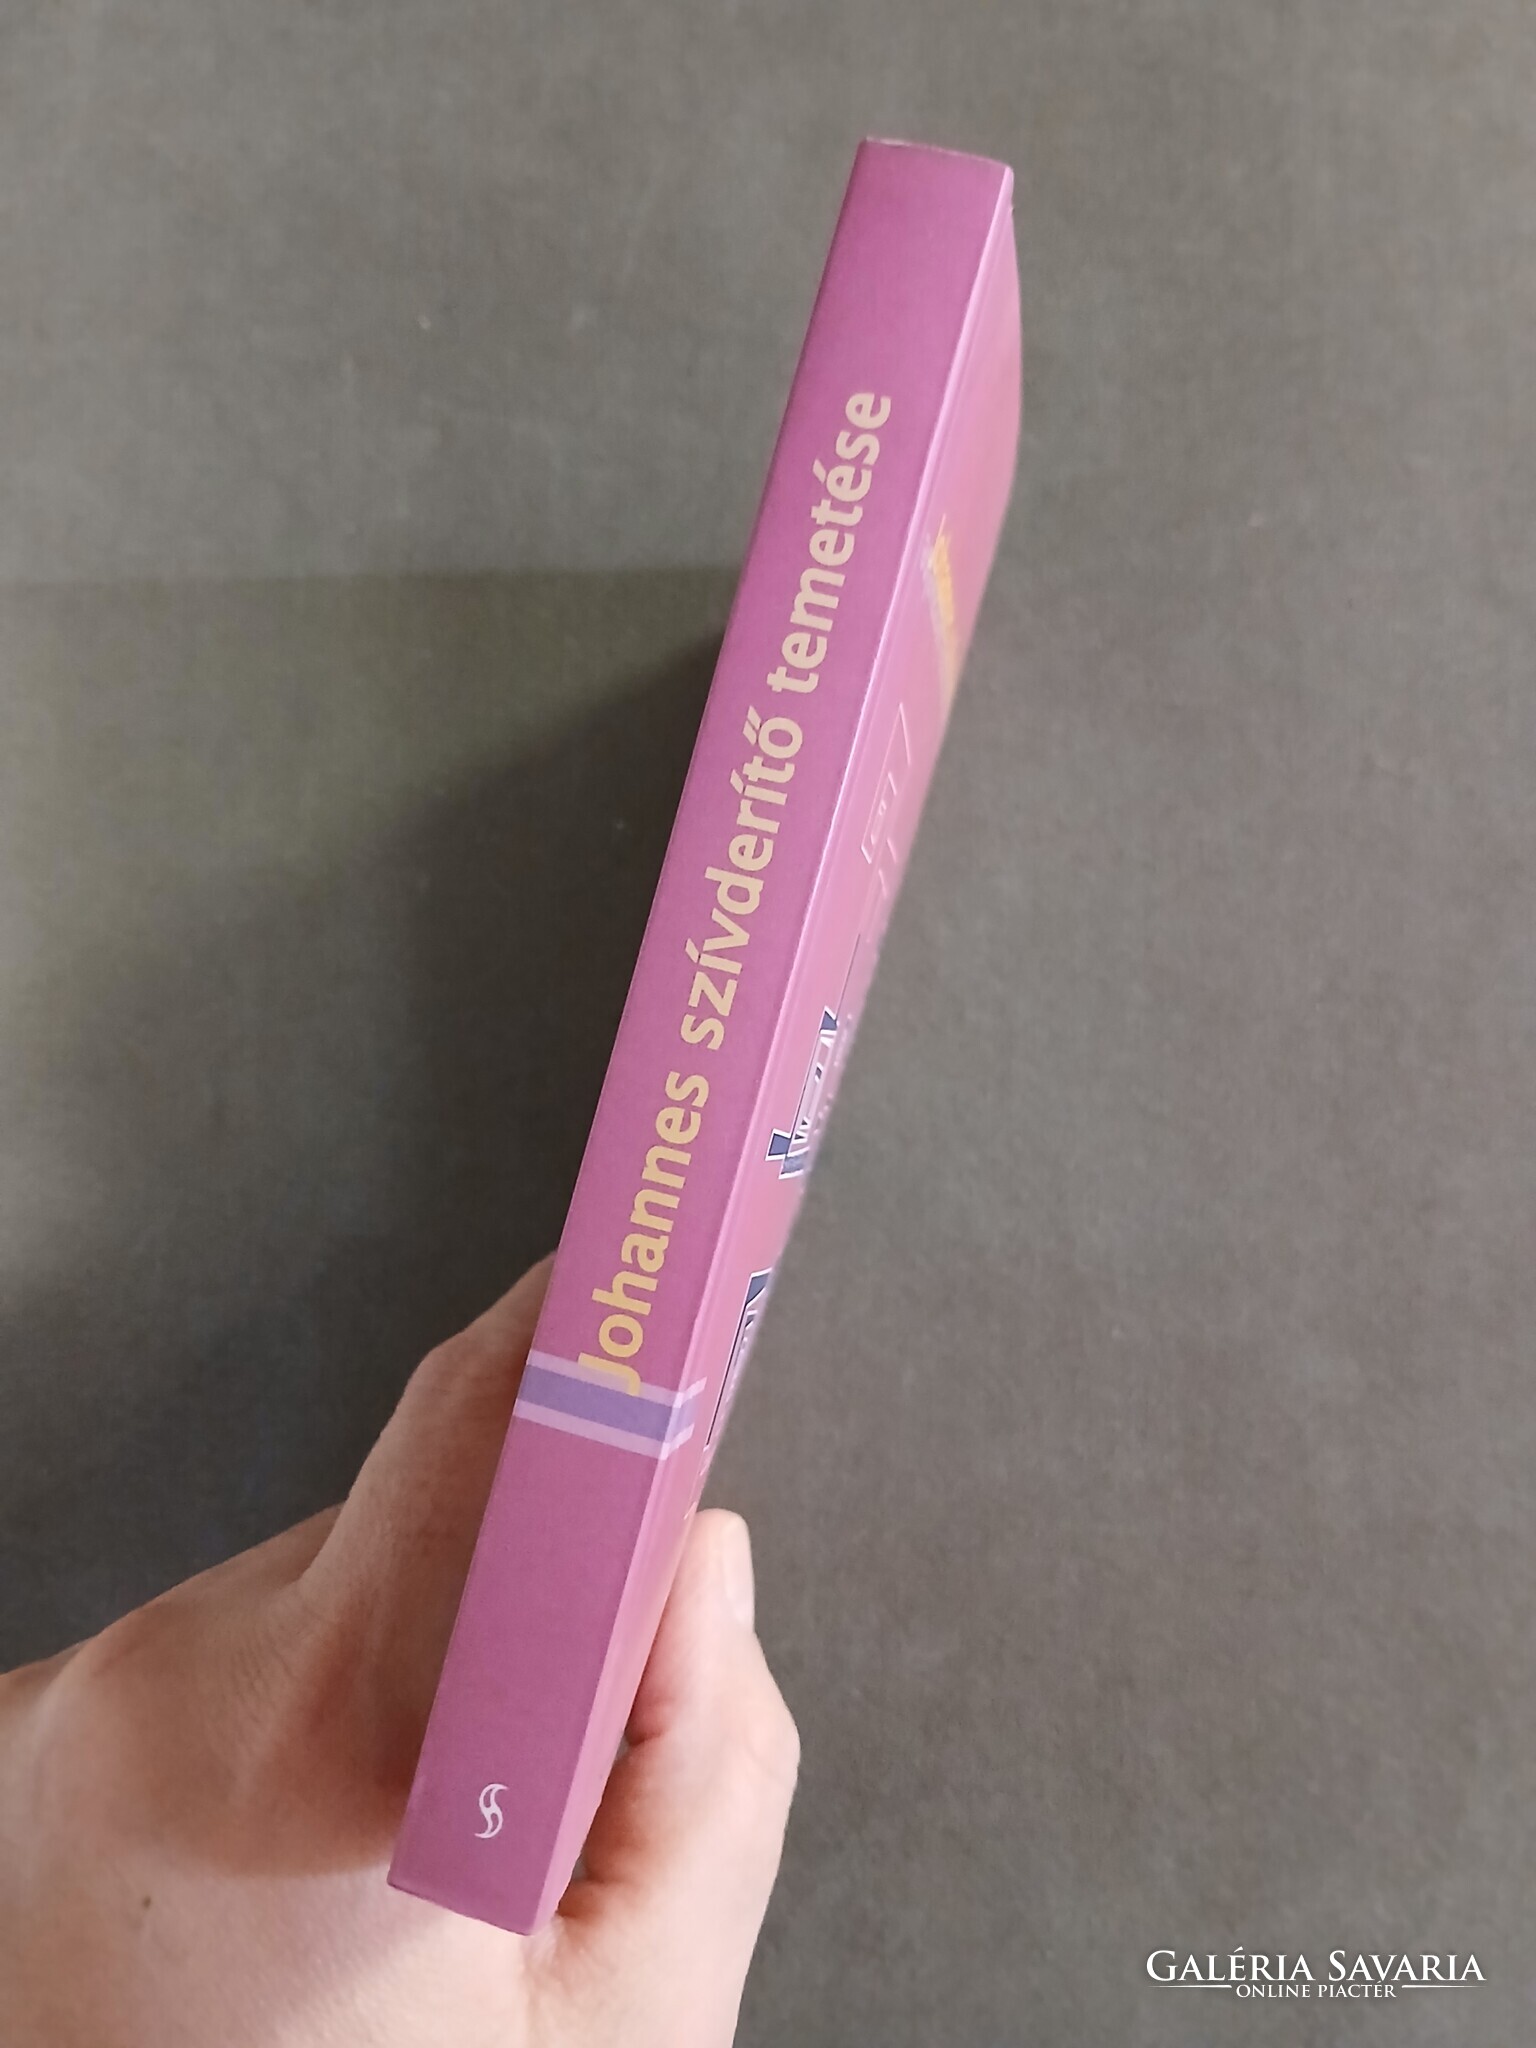 Johannes szívderítő temetése
GALÉRIA SAVARIA
ONLINE PIACTÉR